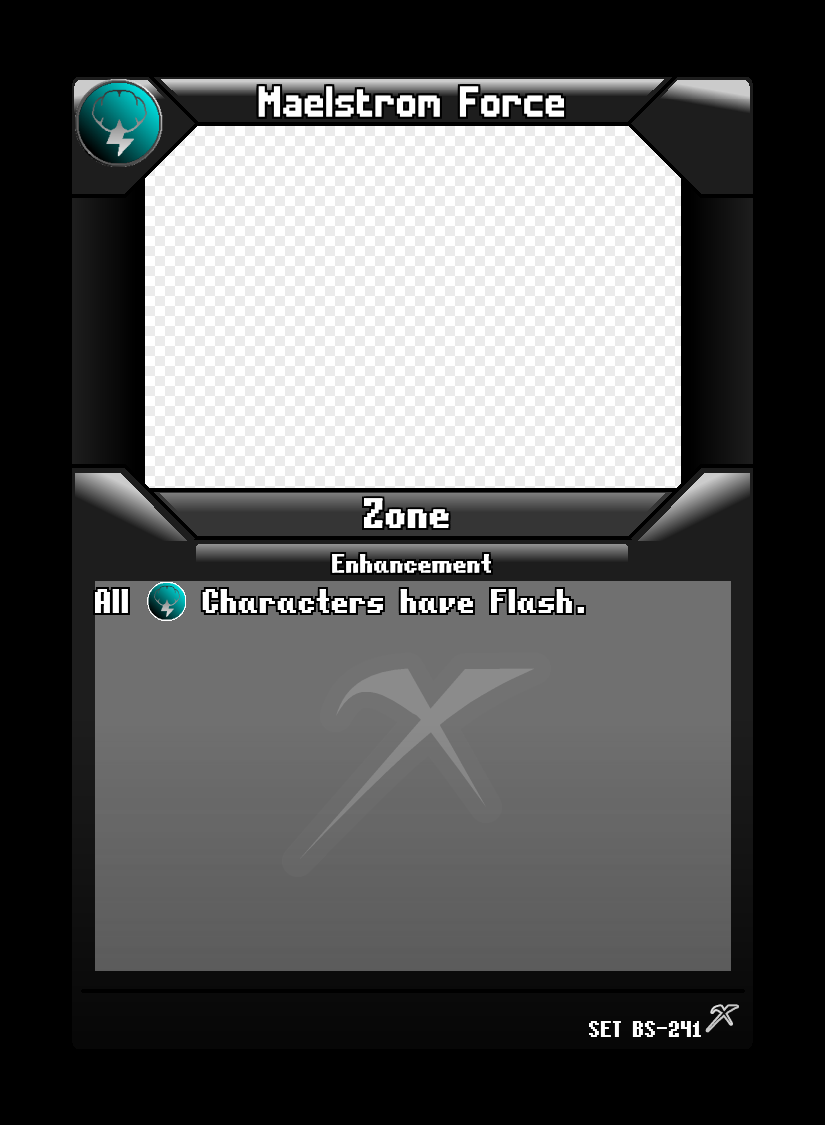 Maelstrom Force
Zone
Enhancement
All Characters have Flash.
SET BS-241